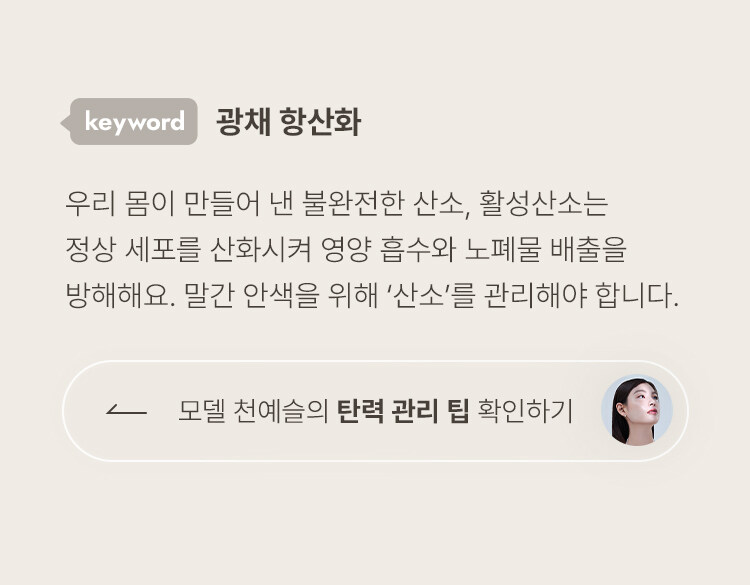 keyword 광채 항산화
우리 몸이 만들어 낸 불완전한 산소, 활성산소는
정상 세포를 산화시켜 영양 흡수와 노폐물 배출을
방해해요. 말간 안색을 위해 ‘산소’를 관리해야 합니다.
모델 천예슬의 탄력 관리 팁 확인하기